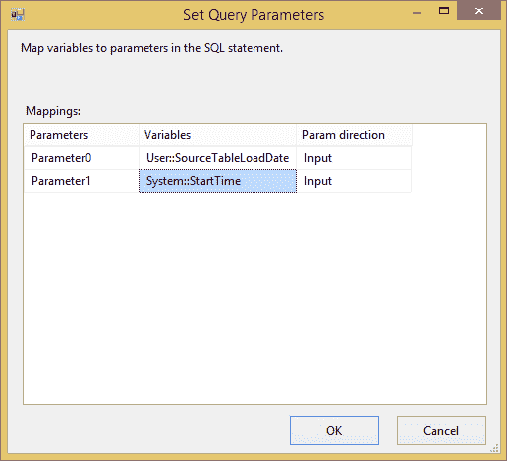 Set Query Parameters
Map variables to parameters in the SQL statement.
Mappings:
Parameters Variables Param direction
Parameter0 User::SourceTableLoadDate Input
Parameter1 System::StartTime Input
OK Cancel